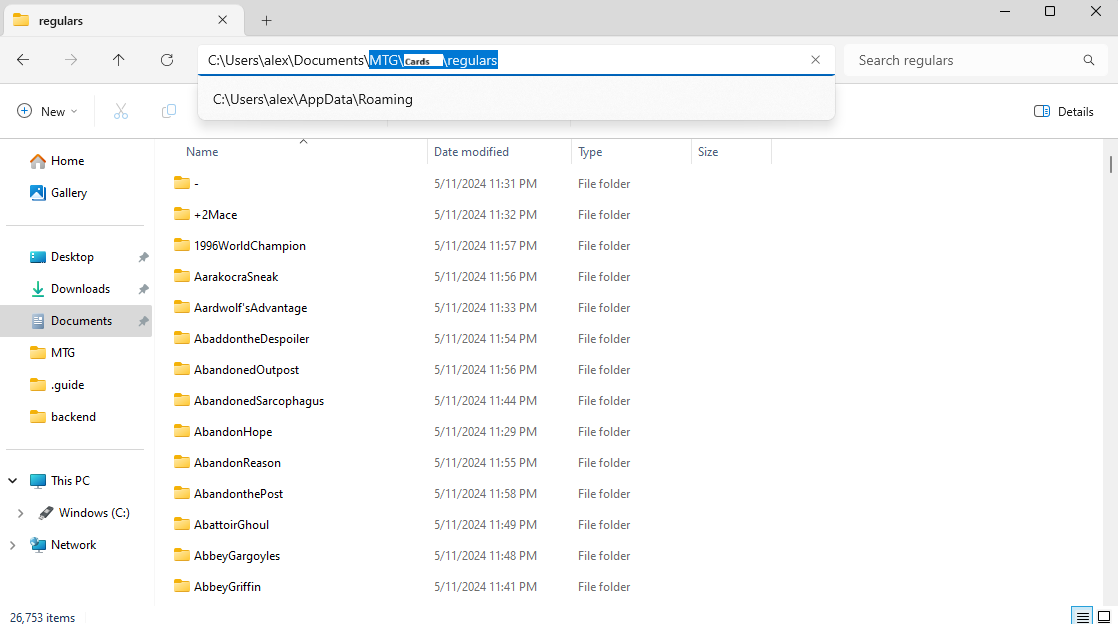 regulars
C:\Users\alex\Documents\MTG\Cards\regulars
Search regulars
C:\Users\alex\AppData\Roaming
New
Details
Name Date modified Type Size
Home
Gallery
Desktop
Downloads
Documents
MTG
.guide
backend
This PC
Windows (C:)
Network
- 5/11/2024 11:31 PM File folder
+2Mace 5/11/2024 11:32 PM File folder
1996WorldChampion 5/11/2024 11:57 PM File folder
AarakocraSneak 5/11/2024 11:56 PM File folder
Aardwolf'sAdvantage 5/11/2024 11:33 PM File folder
AbaddontheDespoiler 5/11/2024 11:54 PM File folder
AbandonedOutpost 5/11/2024 11:56 PM File folder
AbandonedSarcophagus 5/11/2024 11:44 PM File folder
AbandonHope 5/11/2024 11:29 PM File folder
AbandonReason 5/11/2024 11:55 PM File folder
AbandonthePost 5/11/2024 11:58 PM File folder
AbattoirGhoul 5/11/2024 11:49 PM File folder
AbbeyGargoyles 5/11/2024 11:48 PM File folder
AbbeyGriffin 5/11/2024 11:41 PM File folder
26,753 items